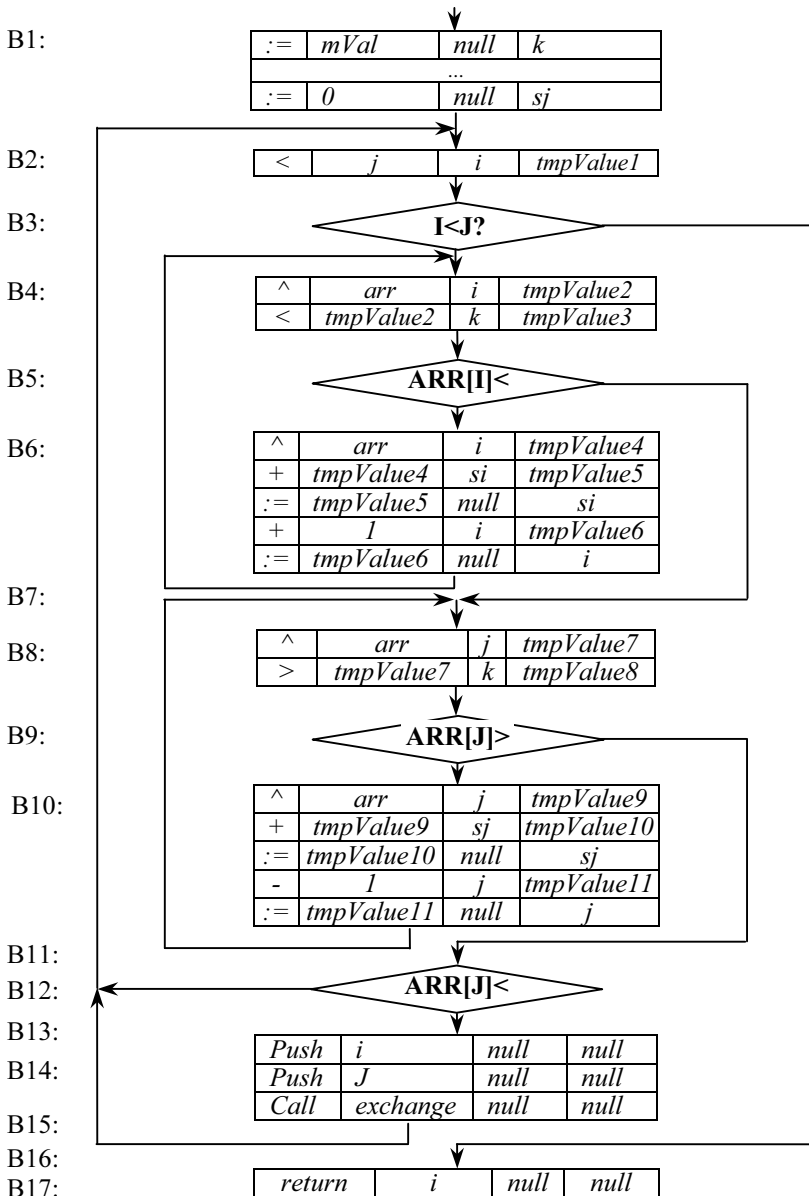 B1:
:= mVal null k
...
:= 0 null sj
B2:
< j i tmpValue1
B3:
I<J?
B4:
^ arr i tmpValue2
< tmpValue2 k tmpValue3
B5:
ARR[I]<
B6:
^ arr i tmpValue4
+ tmpValue4 si tmpValue5
:= tmpValue5 null si
+ 1 i tmpValue6
:= tmpValue6 null i
B7:
B8:
^ arr j tmpValue7
> tmpValue7 k tmpValue8
B9:
ARR[J]>
B10:
^ arr j tmpValue9
+ tmpValue9 sj tmpValue10
:= tmpValue10 null sj
- 1 j tmpValue11
:= tmpValue11 null j
B11:
B12:
ARR[J]<
B13:
Push i null null
B14:
Push J null null
Call exchange null null
B15:
B16:
B17:
return i null null